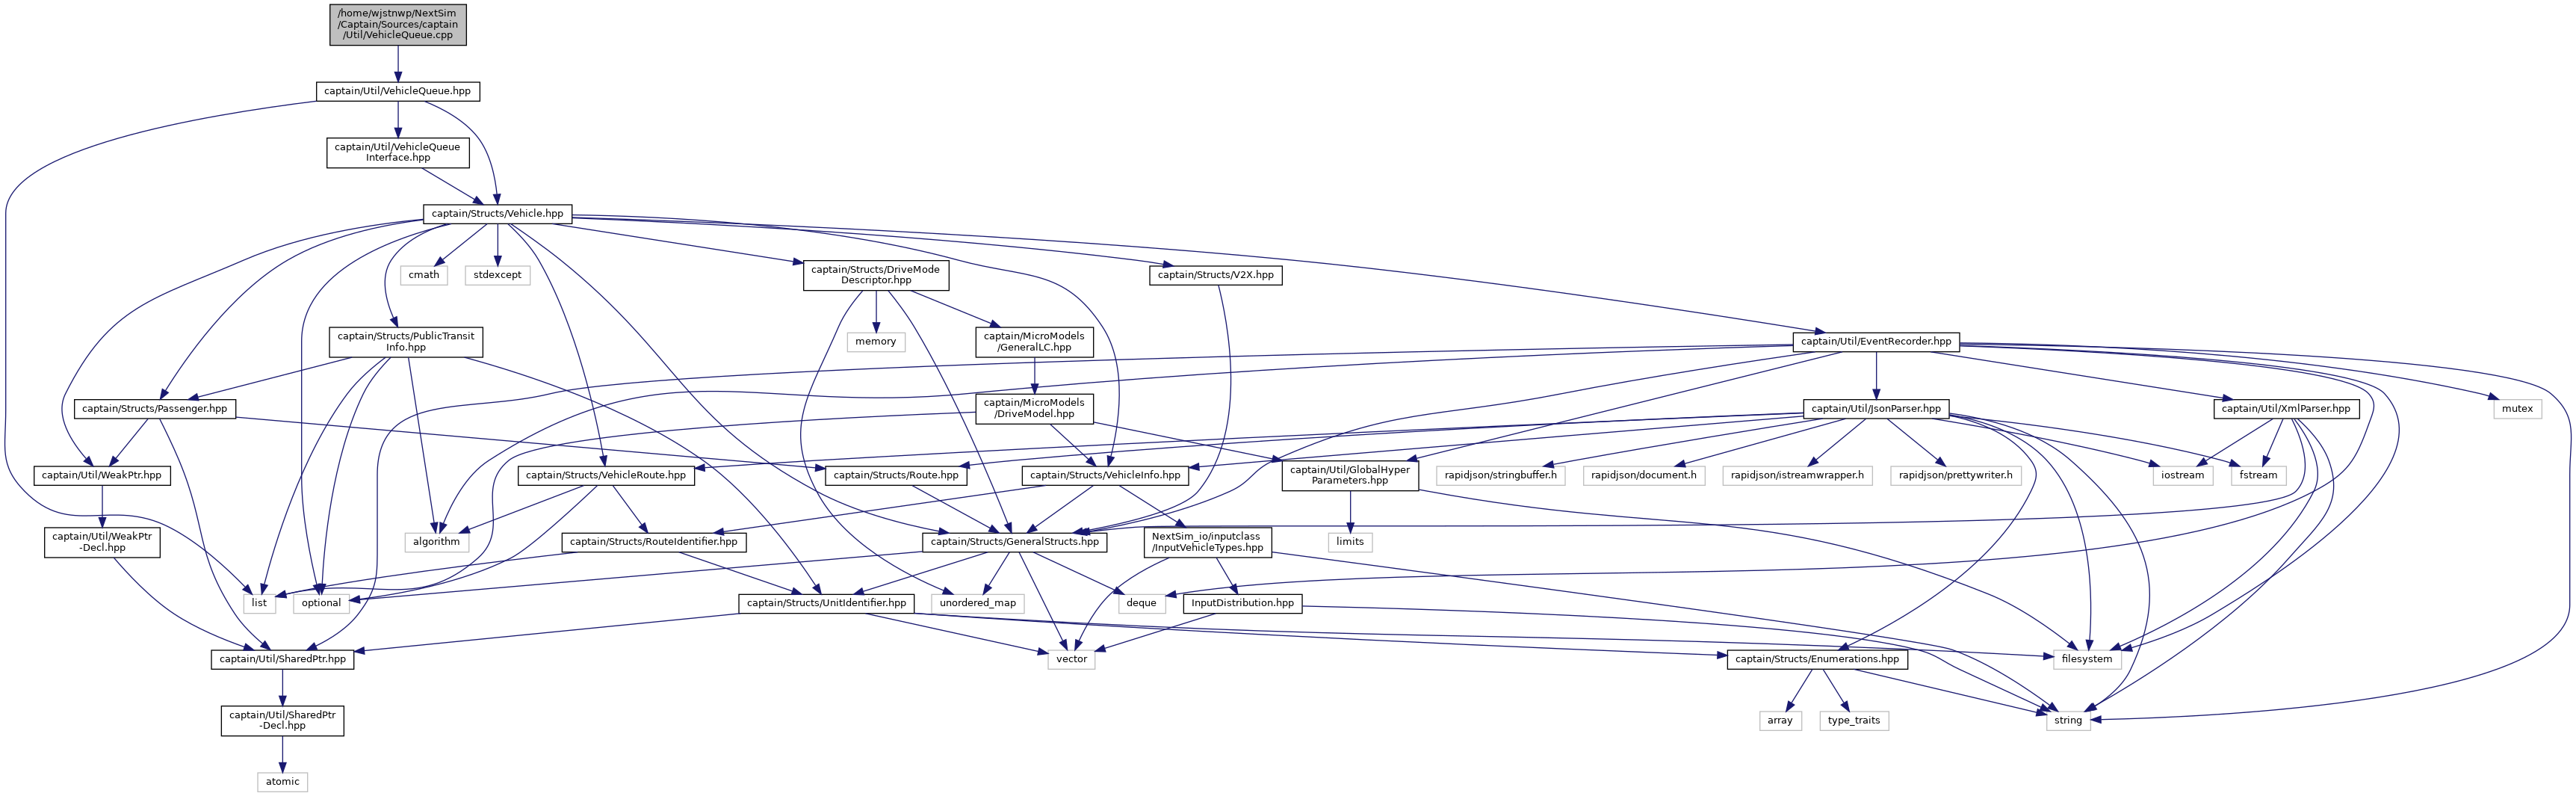 /home/wjstnwp/NextSim
/Captain/Sources/captain
/Util/VehicleQueue.cpp
captain/Util/VehicleQueue.hpp
captain/Util/VehicleQueue
Interface.hpp
captain/Structs/Vehicle.hpp
cmath
stdexcept
captain/Structs/DriveMode
Descriptor.hpp
captain/Structs/V2X.hpp
captain/Structs/PublicTransit
Info.hpp
memory
captain/MicroModels
/GeneralLC.hpp
captain/Util/EventRecorder.hpp
captain/Structs/Passenger.hpp
captain/MicroModels
/DriveModel.hpp
captain/Util/JsonParser.hpp
captain/Util/XmlParser.hpp
mutex
captain/Util/WeakPtr.hpp
captain/Structs/VehicleRoute.hpp
captain/Structs/Route.hpp
captain/Structs/VehicleInfo.hpp
captain/Util/GlobalHyper
Parameters.hpp
rapidjson/stringbuffer.h
rapidjson/document.h
rapidjson/istreamwrapper.h
rapidjson/prettywriter.h
iostream
fstream
captain/Util/WeakPtr
-Decl.hpp
algorithm
captain/Structs/RouteIdentifier.hpp
captain/Structs/GeneralStructs.hpp
NextSim_io/inputclass
/InputVehicleTypes.hpp
limits
list
optional
captain/Structs/UnitIdentifier.hpp
unordered_map
deque
InputDistribution.hpp
captain/Util/SharedPtr.hpp
vector
captain/Structs/Enumerations.hpp
filesystem
captain/Util/SharedPtr
-Decl.hpp
array
type_traits
string
atomic